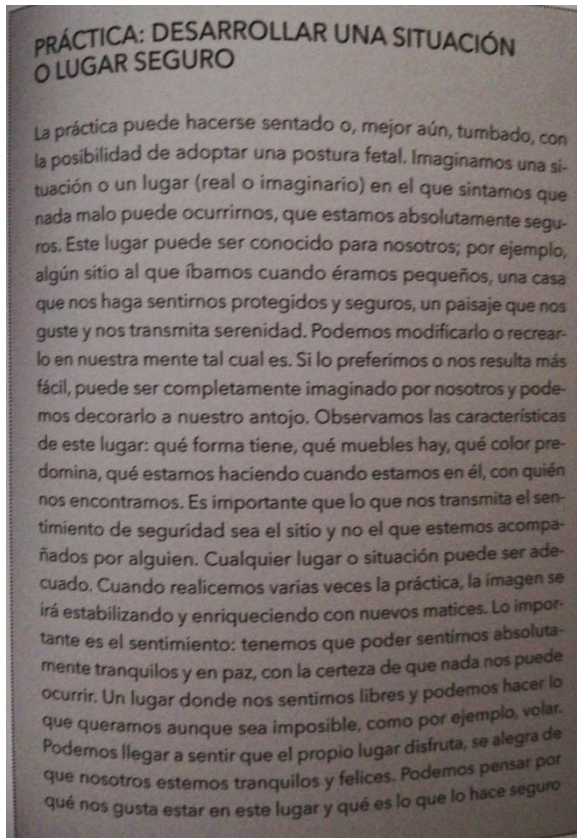 PRÁCTICA: DESARROLLAR UNA SITUACIÓN
O LUGAR SEGURO
La práctica puede hacerse sentado o, mejor aún, tumbado, con
la posibilidad de adoptar una postura fetal. Imaginamos una si-
tuación o un lugar (real o imaginario) en el que sintamos que
nada malo puede ocurrirnos, que estamos absolutamente segu-
ros. Este lugar puede ser conocido para nosotros; por ejemplo,
algún sitio al que íbamos cuando éramos pequeños, una casa
que nos haga sentirnos protegidos y seguros, un paisaje que nos
guste y nos transmita serenidad. Podemos modificarlo o recrear-
lo en nuestra mente tal cual es. Si lo preferimos o nos resulta más
fácil, puede ser completamente imaginado por nosotros y pode-
mos decorarlo a nuestro antojo. Observamos las características
de este lugar: qué forma tiene, qué muebles hay, qué color pre-
domina, qué estamos haciendo cuando estamos en él, con quién
nos encontramos. Es importante que lo que nos transmita el sen-
timiento de seguridad sea el sitio y no el que estemos acompa-
ñados por alguien. Cualquier lugar o situación puede ser ade-
cuado. Cuando realicemos varias veces la práctica, la imagen se
irá estabilizando y enriqueciendo con nuevos matices. Lo impor-
tante es el sentimiento: tenemos que poder sentirnos absoluta-
mente tranquilos y en paz, con la certeza de que nada nos puede
ocurrir. Un lugar donde nos sentimos libres y podemos hacer lo
que queramos aunque sea imposible, como por ejemplo, volar.
Podemos llegar a sentir que el propio lugar disfruta, se alegra de
que nosotros estemos tranquilos y felices. Podemos pensar por
qué nos gusta estar en este lugar y qué es lo que lo hace seguro